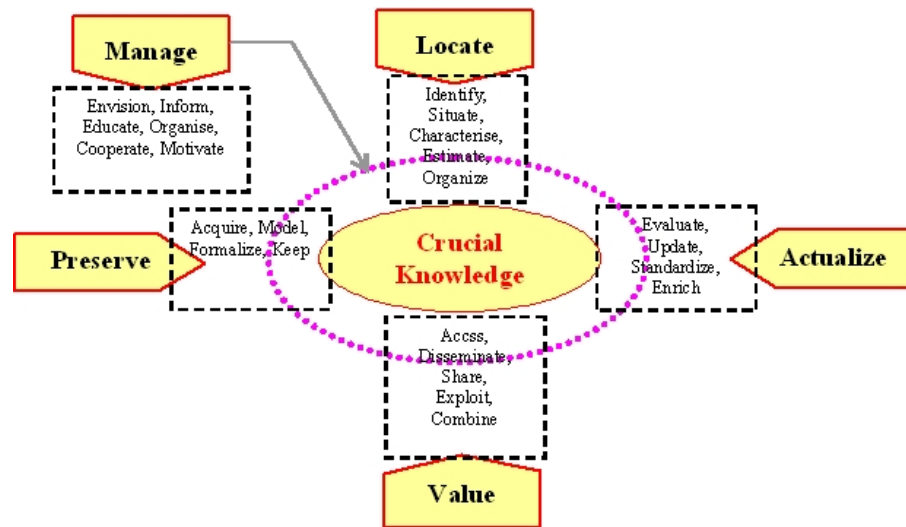 Manage
Envision, Inform,
Educate, Organise,
Cooperate, Motivate
Locate
Identify,
Situate,
Characterise,
Estimate,
Organize
Preserve
Acquire, Model,
Formalize, Keep
Crucial
Knowledge
Evaluate,
Update,
Standardize,
Enrich
Actualize
Accss,
Disseminate,
Share,
Exploit,
Combine
Value